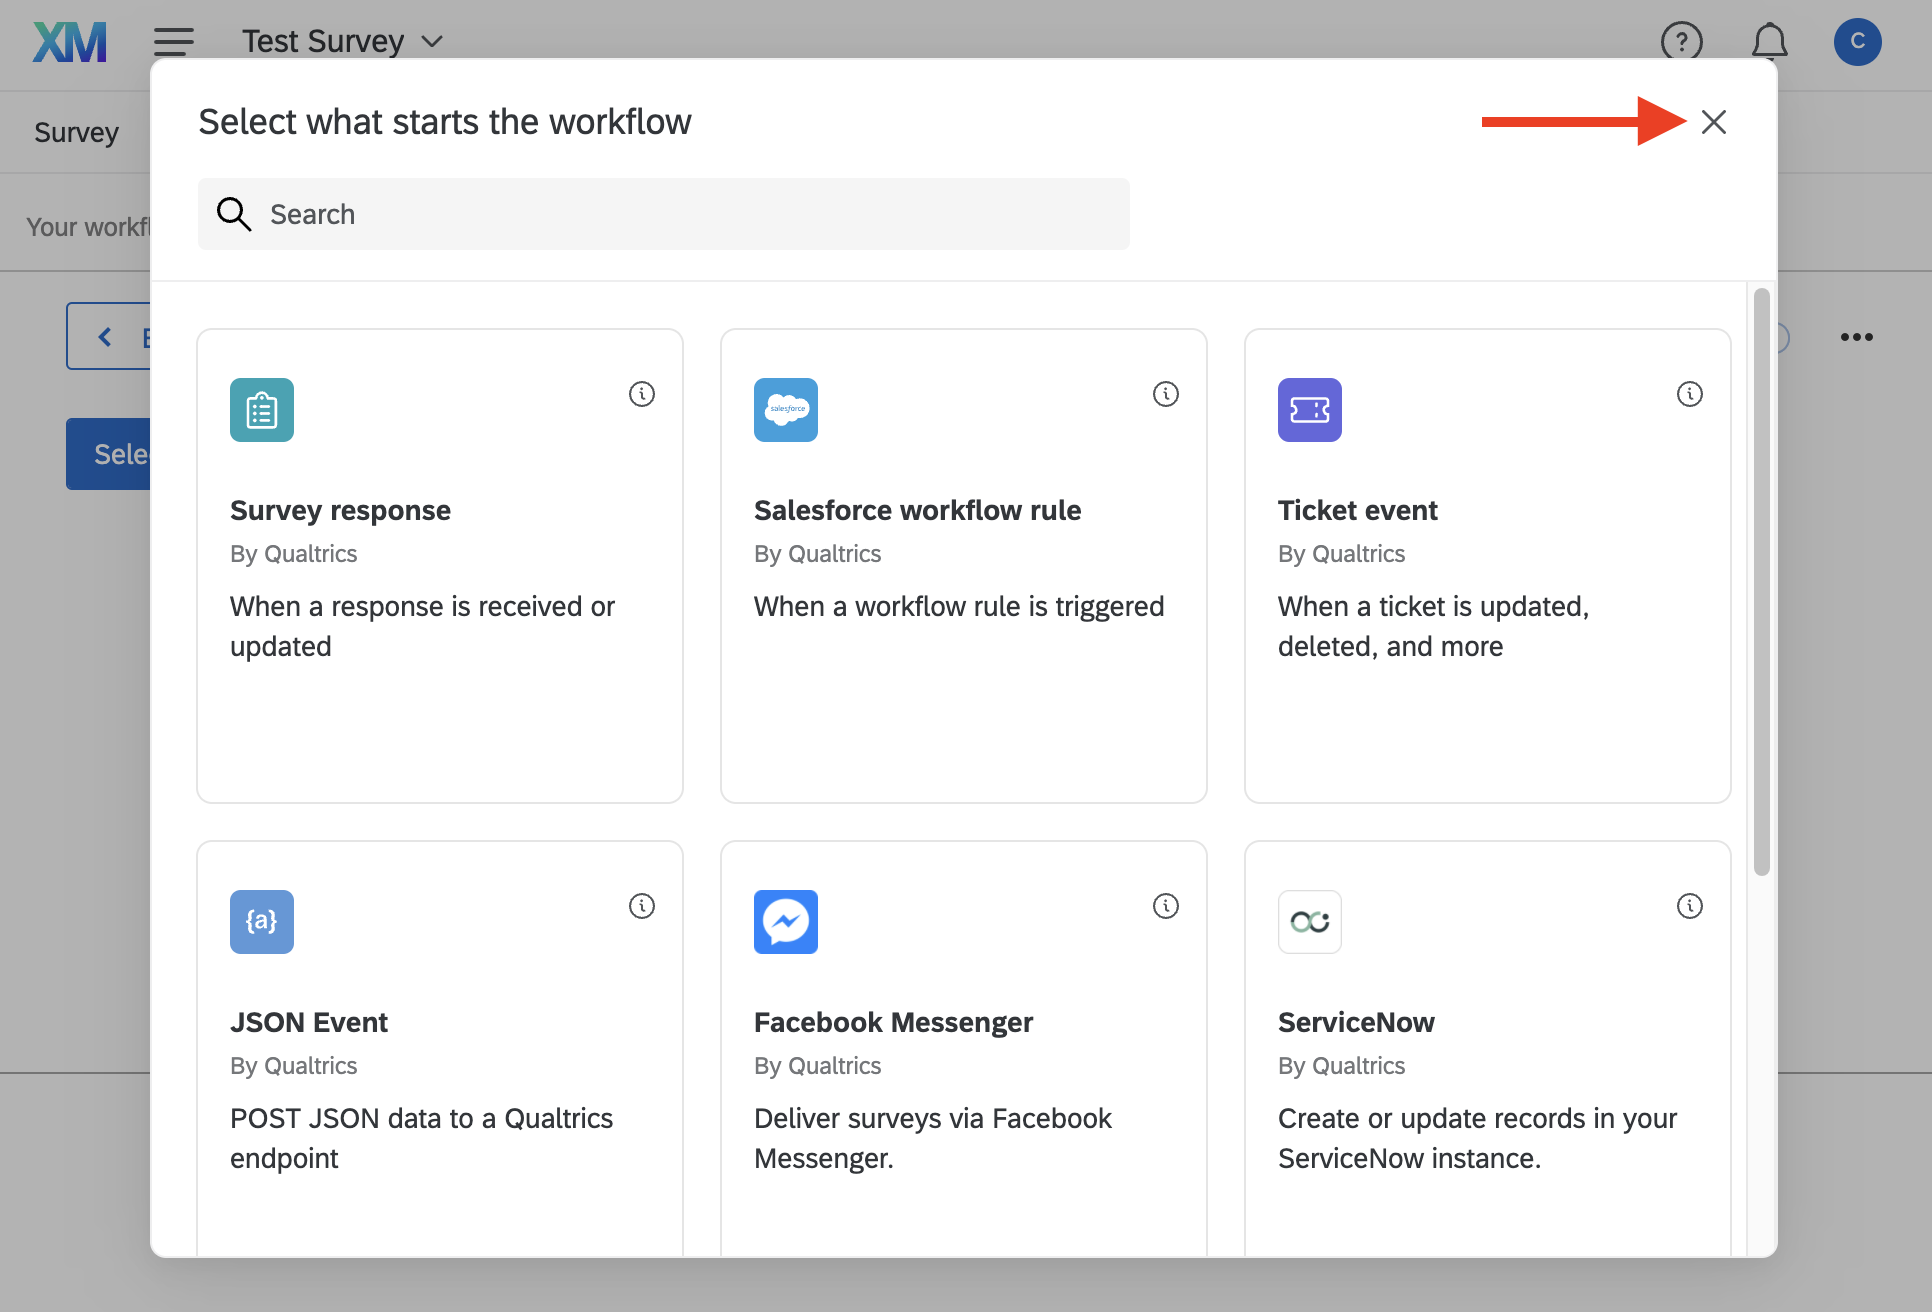 XM
Test Survey
?
C
Select what starts the workflow
Survey
Search
Your workfl
Sele
salesforce
Survey response
By Qualtrics
When a response is received or
updated
Salesforce workflow rule
By Qualtrics
When a workflow rule is triggered
Ticket event
By Qualtrics
When a ticket is updated,
deleted, and more
{a}
JSON Event
By Qualtrics
POST JSON data to a Qualtrics
endpoint
Facebook Messenger
By Qualtrics
Deliver surveys via Facebook
Messenger.
ServiceNow
By Qualtrics
Create or update records in your
ServiceNow instance.